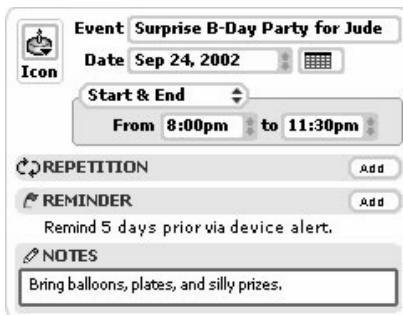 Event Surprise B-Day Party for Jude
Icon
Date Sep 24, 2002
Start & End
From 8:00pm to 11:30pm
REPETITION Add
REMINDER Add
Remind 5 days prior via device alert.
NOTES
Bring balloons, plates, and silly prizes.